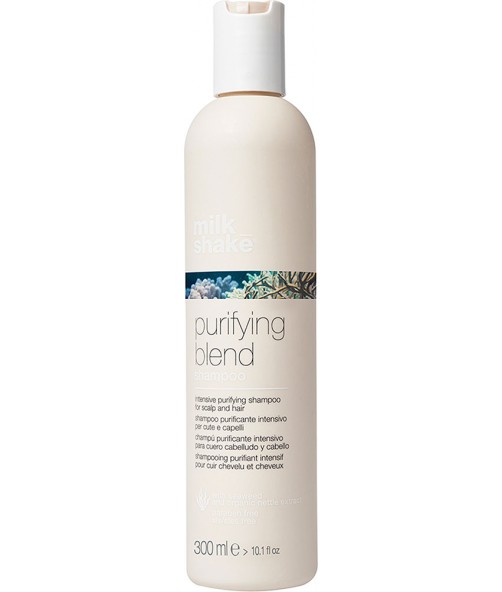 milk
shake
purifying
blend
shampoo
intensive purifying shampoo
for scalp and hair
shampoo purificante intensivo
per cute e capelli
champú purificante intensivo
para cuero cabelludo y cabello
shampooing purifiant intensif
pour cuir chevelu et cheveux
300 ml e > 10.1 fl oz